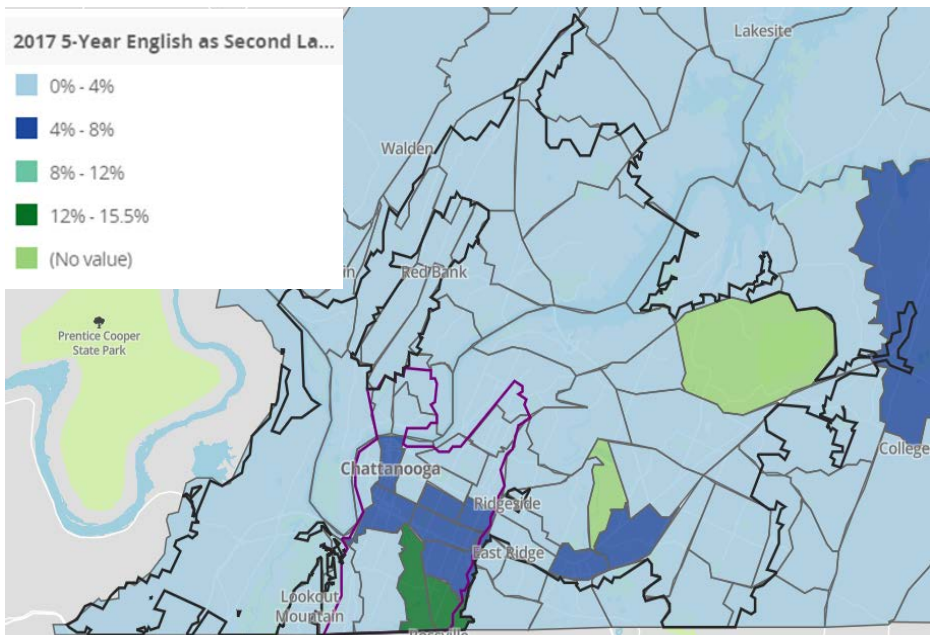 2017 5-Year English as Second La...
0% - 4%
4% - 8%
8% - 12%
12% - 15.5%
(No value)
Lakesite
Walden
Red Bank
Prentice Cooper
State Park
Chattanooga
College
Ridgeside
East Ridge
Lookout
Mountain